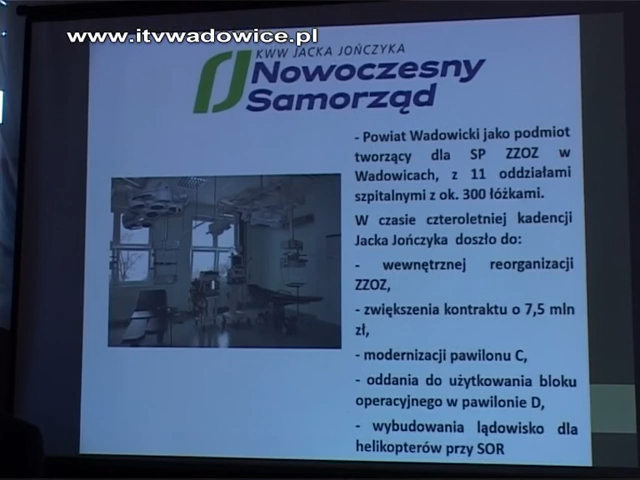 www.itvwadowice.pl
KWW JACKA JOŃCZYKA
Nowoczesny
Samorząd
- Powiat Wadowicki jako podmiot
tworzący dla SP ZZOZ w
Wadowicach, z 11 oddziałami
szpitalnymi z ok. 300 łóżkami.
W czasie czteroletniej kadencji
Jacka Jończyka doszło do:
- wewnętrznej reorganizacji
ZZOZ,
- zwiększenia kontraktu o 7,5 mln
zł,
- modernizacji pawilonu C,
- oddania do użytkowania bloku
operacyjnego w pawilonie D,
- wybudowania lądowisko dla
helikopterów przy SOR